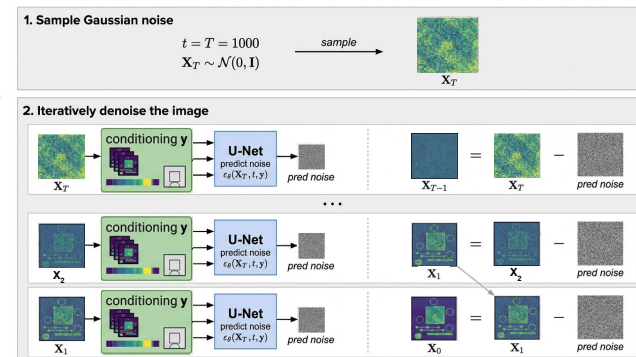 1. Sample Gaussian noise
t = T = 1000
X_T ∼ N(0, I)
sample
X_T
2. Iteratively denoise the image
conditioning y
U-Net
predict noise
ε_θ(X_T, t, y)
pred noise
X_T
=
−
X_{T−1}
X_T
pred noise
...
conditioning y
U-Net
predict noise
ε_θ(X_T, t, y)
pred noise
X_2
=
−
X_1
X_2
pred noise
conditioning y
U-Net
predict noise
ε_θ(X_T, t, y)
pred noise
X_1
=
−
X_0
X_1
pred noise